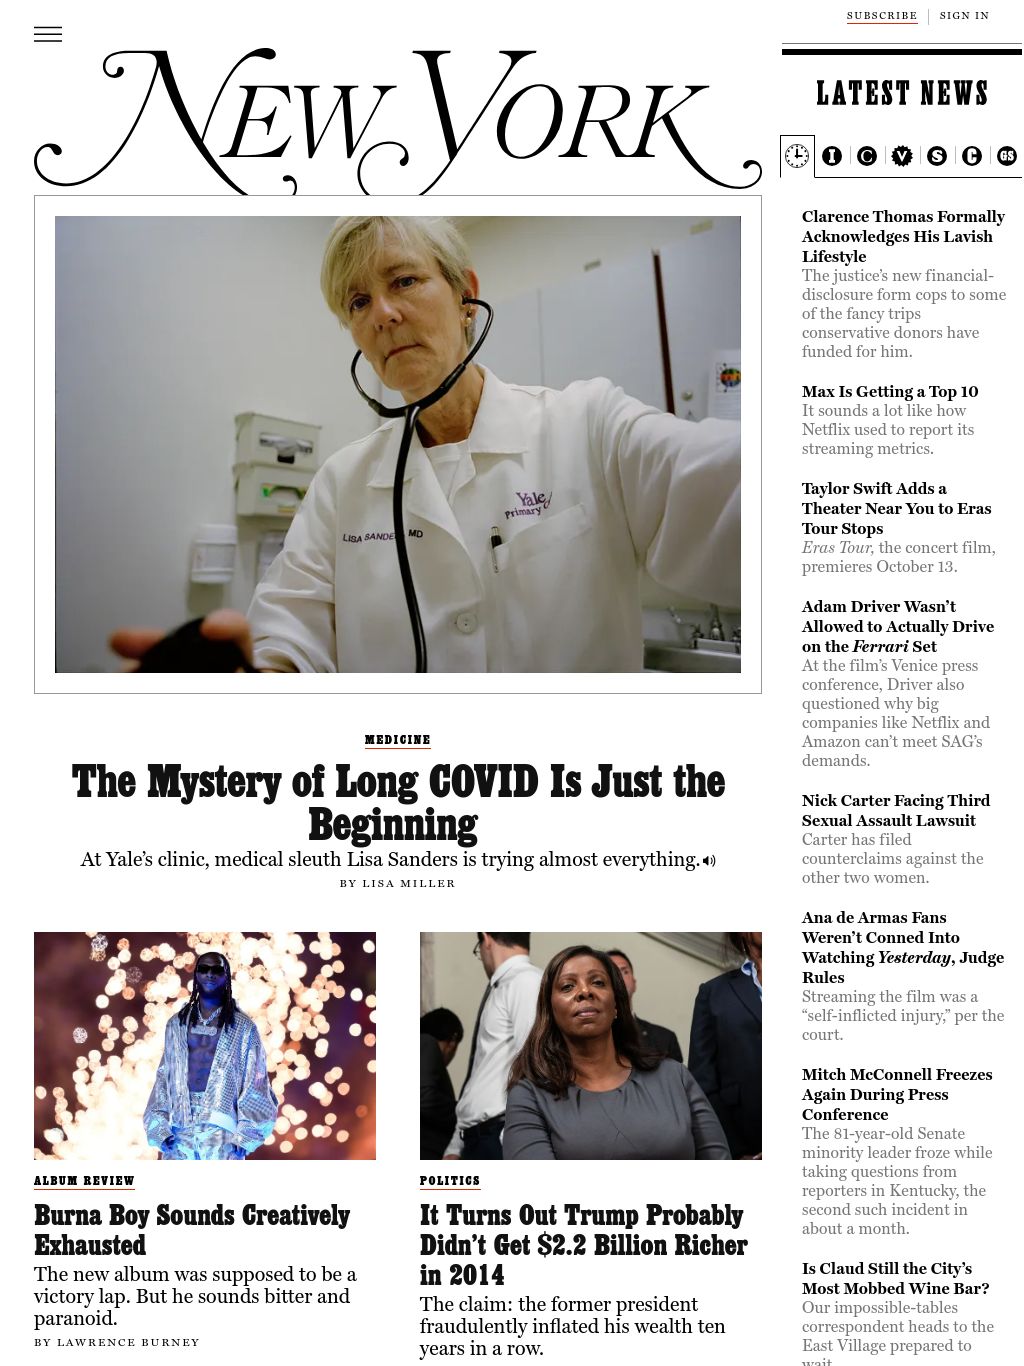 SUBSCRIBE
SIGN IN
NEW YORK
LISA SANDERS MD
Yale
Primary
MEDICINE
The Mystery of Long COVID Is Just the
Beginning
At Yale’s clinic, medical sleuth Lisa Sanders is trying almost everything.
BY LISA MILLER
ALBUM REVIEW
Burna Boy Sounds Creatively
Exhausted
The new album was supposed to be a
victory lap. But he sounds bitter and
paranoid.
BY LAWRENCE BURNEY
POLITICS
It Turns Out Trump Probably
Didn’t Get $2.2 Billion Richer
in 2014
The claim: the former president
fraudulently inflated his wealth ten
years in a row.
LATEST NEWS
I C V S C GS
Clarence Thomas Formally
Acknowledges His Lavish
Lifestyle
The justice’s new financial-
disclosure form cops to some
of the fancy trips
conservative donors have
funded for him.
Max Is Getting a Top 10
It sounds a lot like how
Netflix used to report its
streaming metrics.
Taylor Swift Adds a
Theater Near You to Eras
Tour Stops
Eras Tour, the concert film,
premieres October 13.
Adam Driver Wasn’t
Allowed to Actually Drive
on the Ferrari Set
At the film’s Venice press
conference, Driver also
questioned why big
companies like Netflix and
Amazon can’t meet SAG’s
demands.
Nick Carter Facing Third
Sexual Assault Lawsuit
Carter has filed
counterclaims against the
other two women.
Ana de Armas Fans
Weren’t Conned Into
Watching Yesterday, Judge
Rules
Streaming the film was a
“self-inflicted injury,” per the
court.
Mitch McConnell Freezes
Again During Press
Conference
The 81-year-old Senate
minority leader froze while
taking questions from
reporters in Kentucky, the
second such incident in
about a month.
Is Claud Still the City’s
Most Mobbed Wine Bar?
Our impossible-tables
correspondent heads to the
East Village prepared to
wait